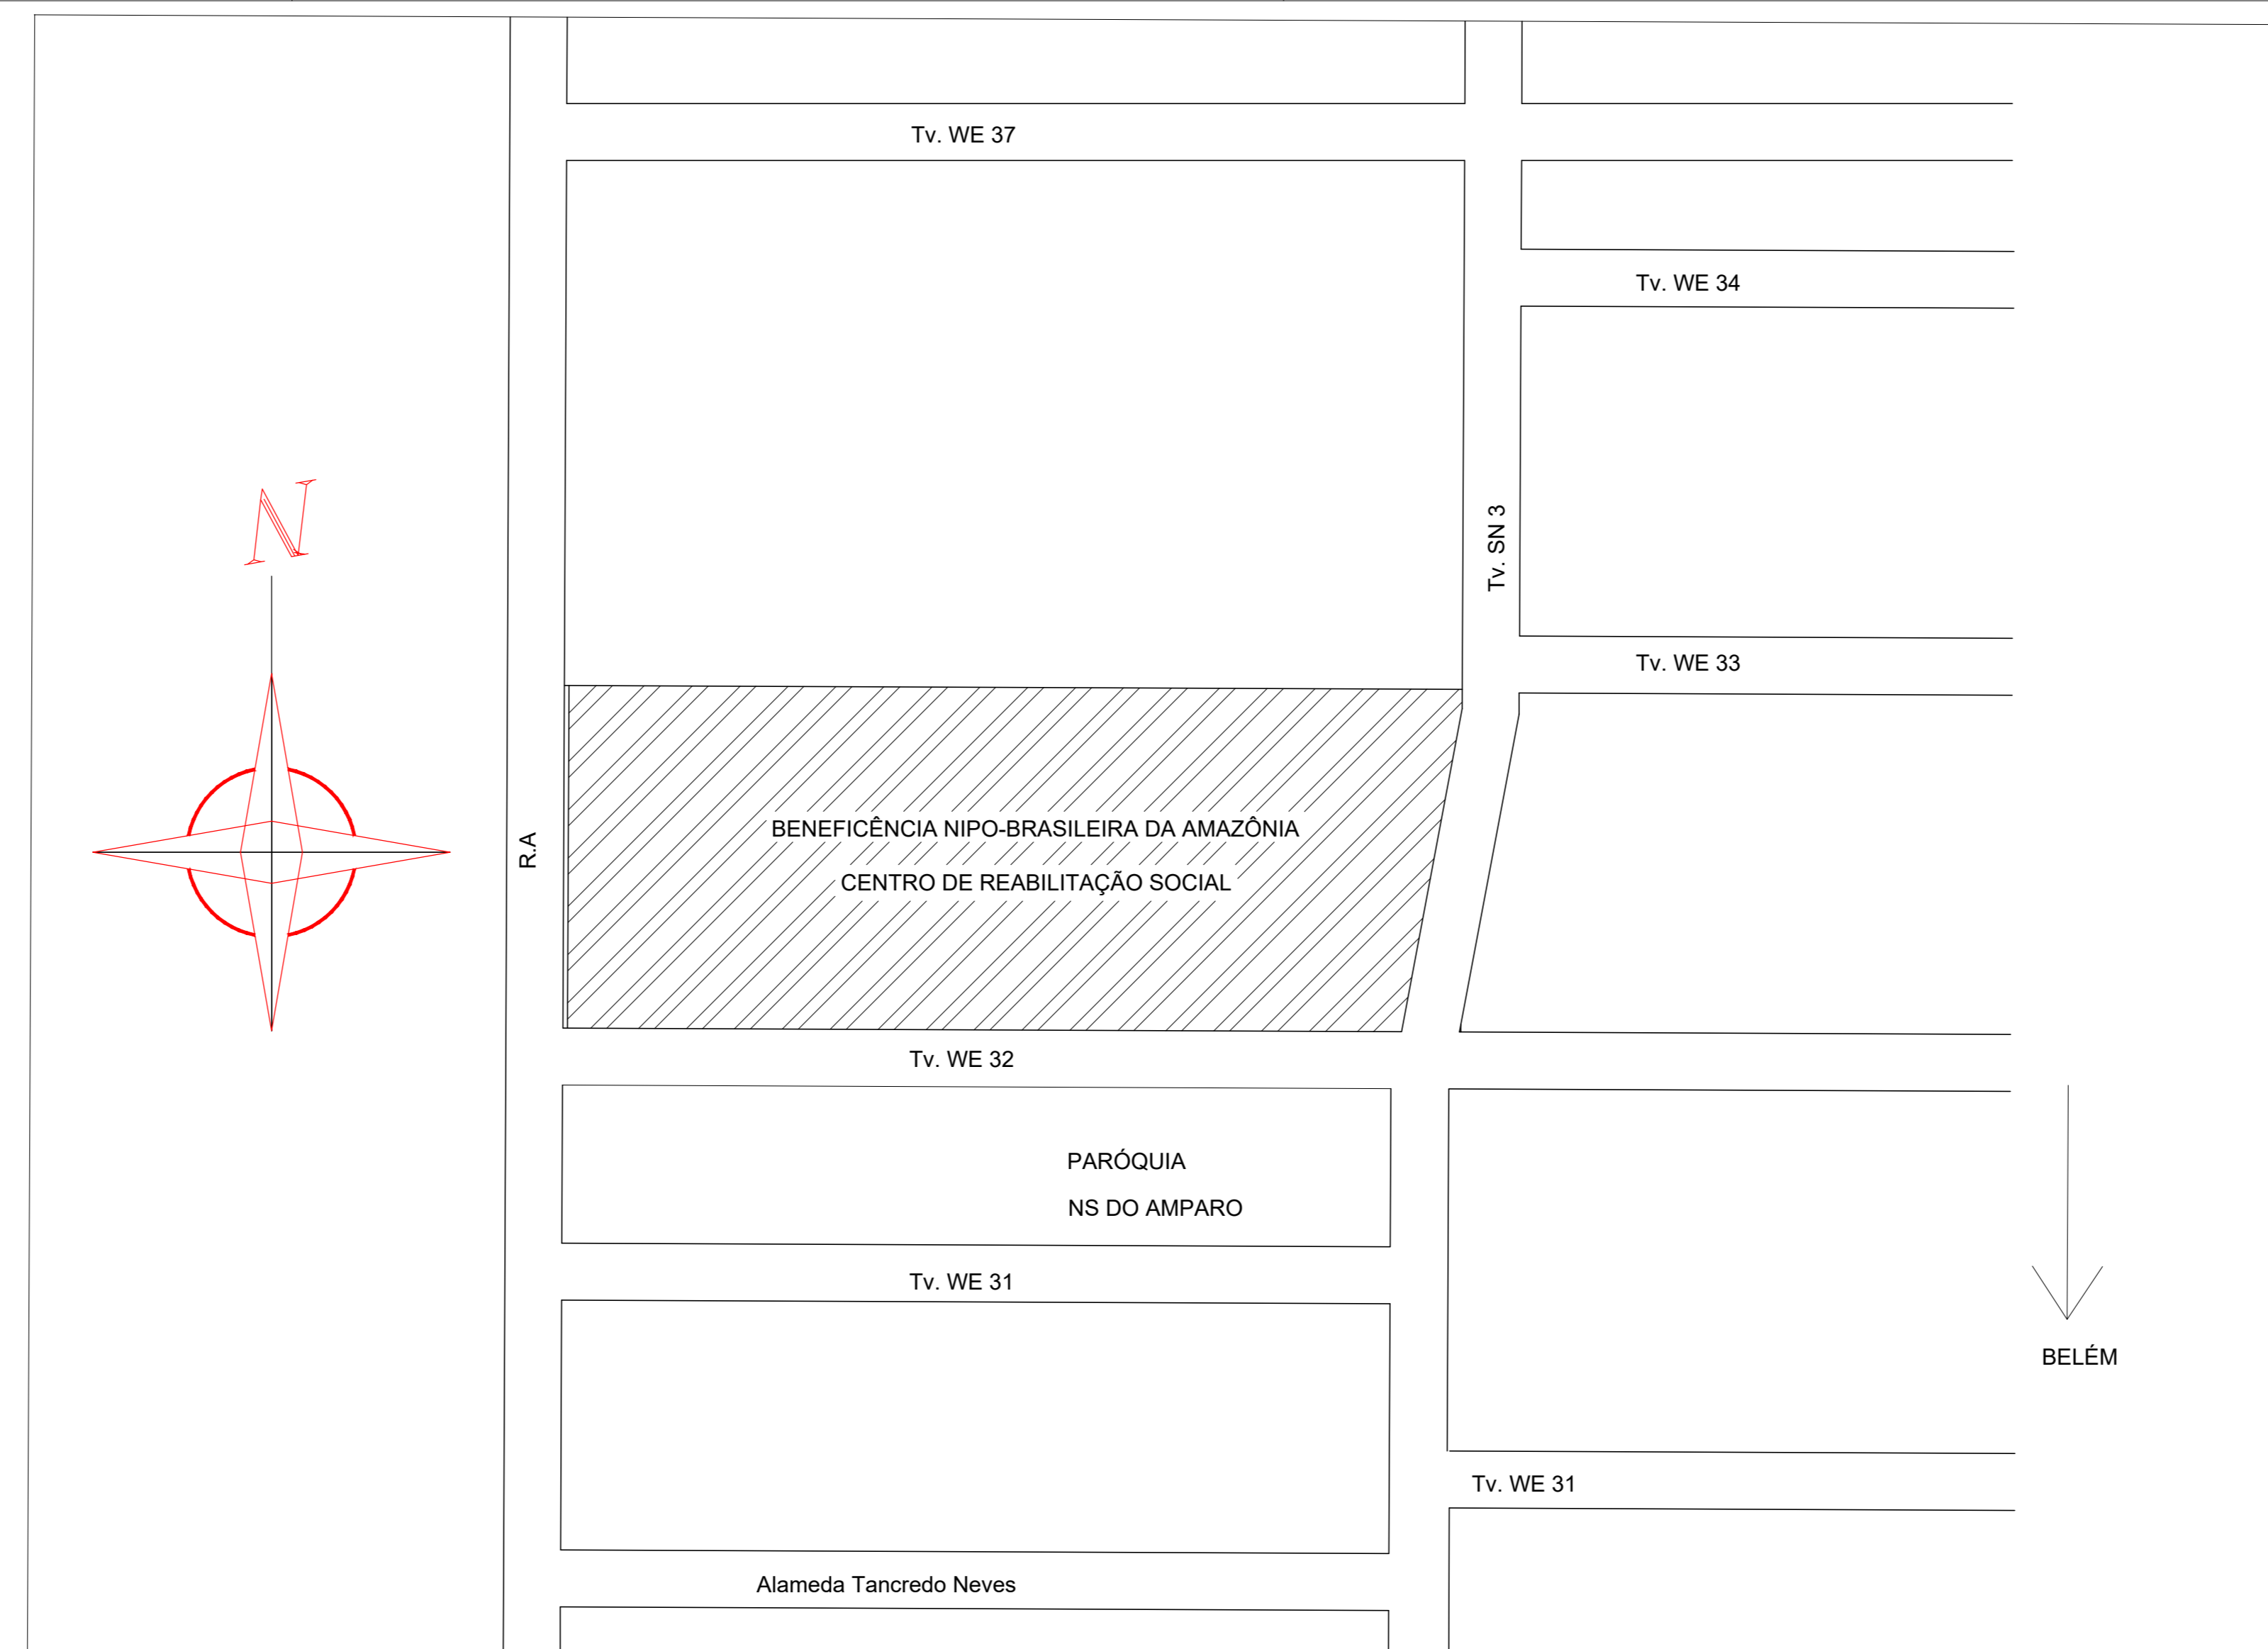 Tv. WE 37
Tv. WE 34
N
Tv. SN 3
Tv. WE 33
R.A
BENEFICÊNCIA NIPO-BRASILEIRA DA AMAZÔNIA
CENTRO DE REABILITAÇÃO SOCIAL
Tv. WE 32
PARÓQUIA
NS DO AMPARO
Tv. WE 31
BELÉM
Tv. WE 31
Alameda Tancredo Neves